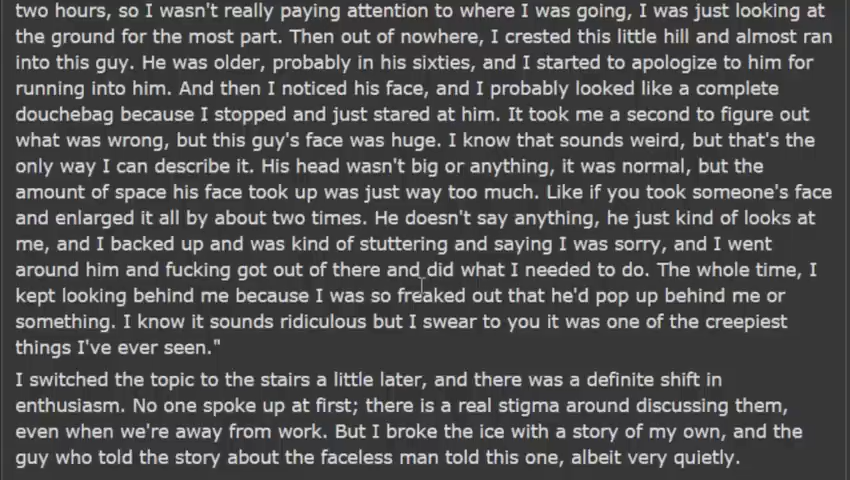 two hours, so I wasn't really paying attention to where I was going, I was just looking at
the ground for the most part. Then out of nowhere, I crested this little hill and almost ran
into this guy. He was older, probably in his sixties, and I started to apologize to him for
running into him. And then I noticed his face, and I probably looked like a complete
douchebag because I stopped and just stared at him. It took me a second to figure out
what was wrong, but this guy's face was huge. I know that sounds weird, but that's the
only way I can describe it. His head wasn't big or anything, it was normal, but the
amount of space his face took up was just way too much. Like if you took someone's face
and enlarged it all by about two times. He doesn't say anything, he just kind of looks at
me, and I backed up and was kind of stuttering and saying I was sorry, and I went
around him and fucking got out of there and did what I needed to do. The whole time, I
kept looking behind me because I was so freaked out that he'd pop up behind me or
something. I know it sounds ridiculous but I swear to you it was one of the creepiest
things I've ever seen."
I switched the topic to the stairs a little later, and there was a definite shift in
enthusiasm. No one spoke up at first; there is a real stigma around discussing them,
even when we're away from work. But I broke the ice with a story of my own, and the
guy who told the story about the faceless man told this one, albeit very quietly.